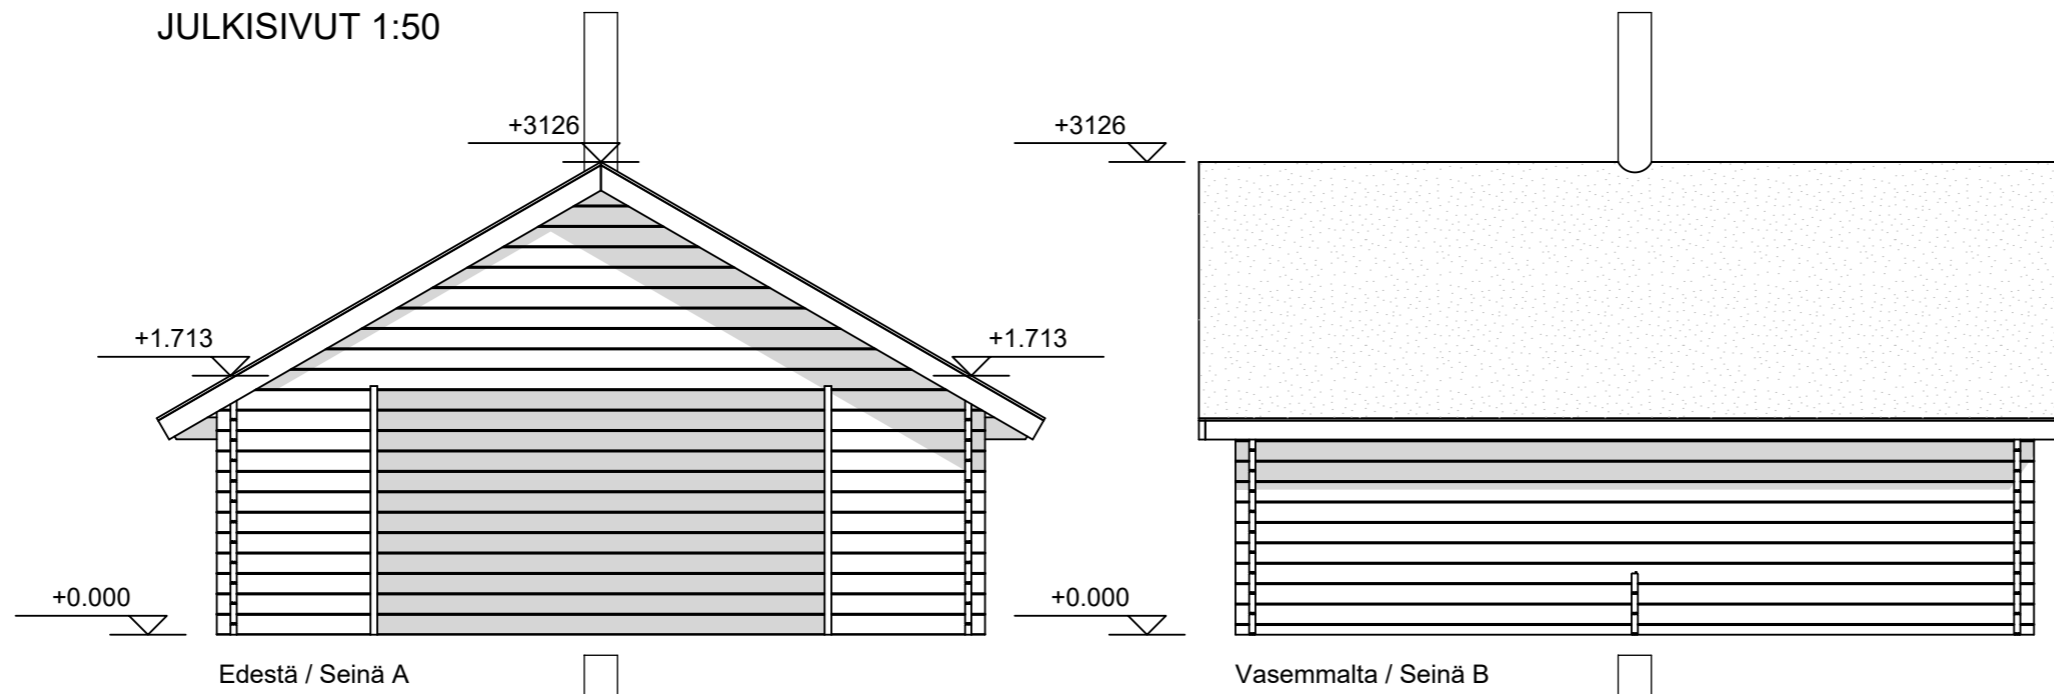 JULKISIVUT 1:50
+3126
+3126
+1.713
+1.713
+0.000
+0.000
Edestä / Seinä A
Vasemmalta / Seinä B